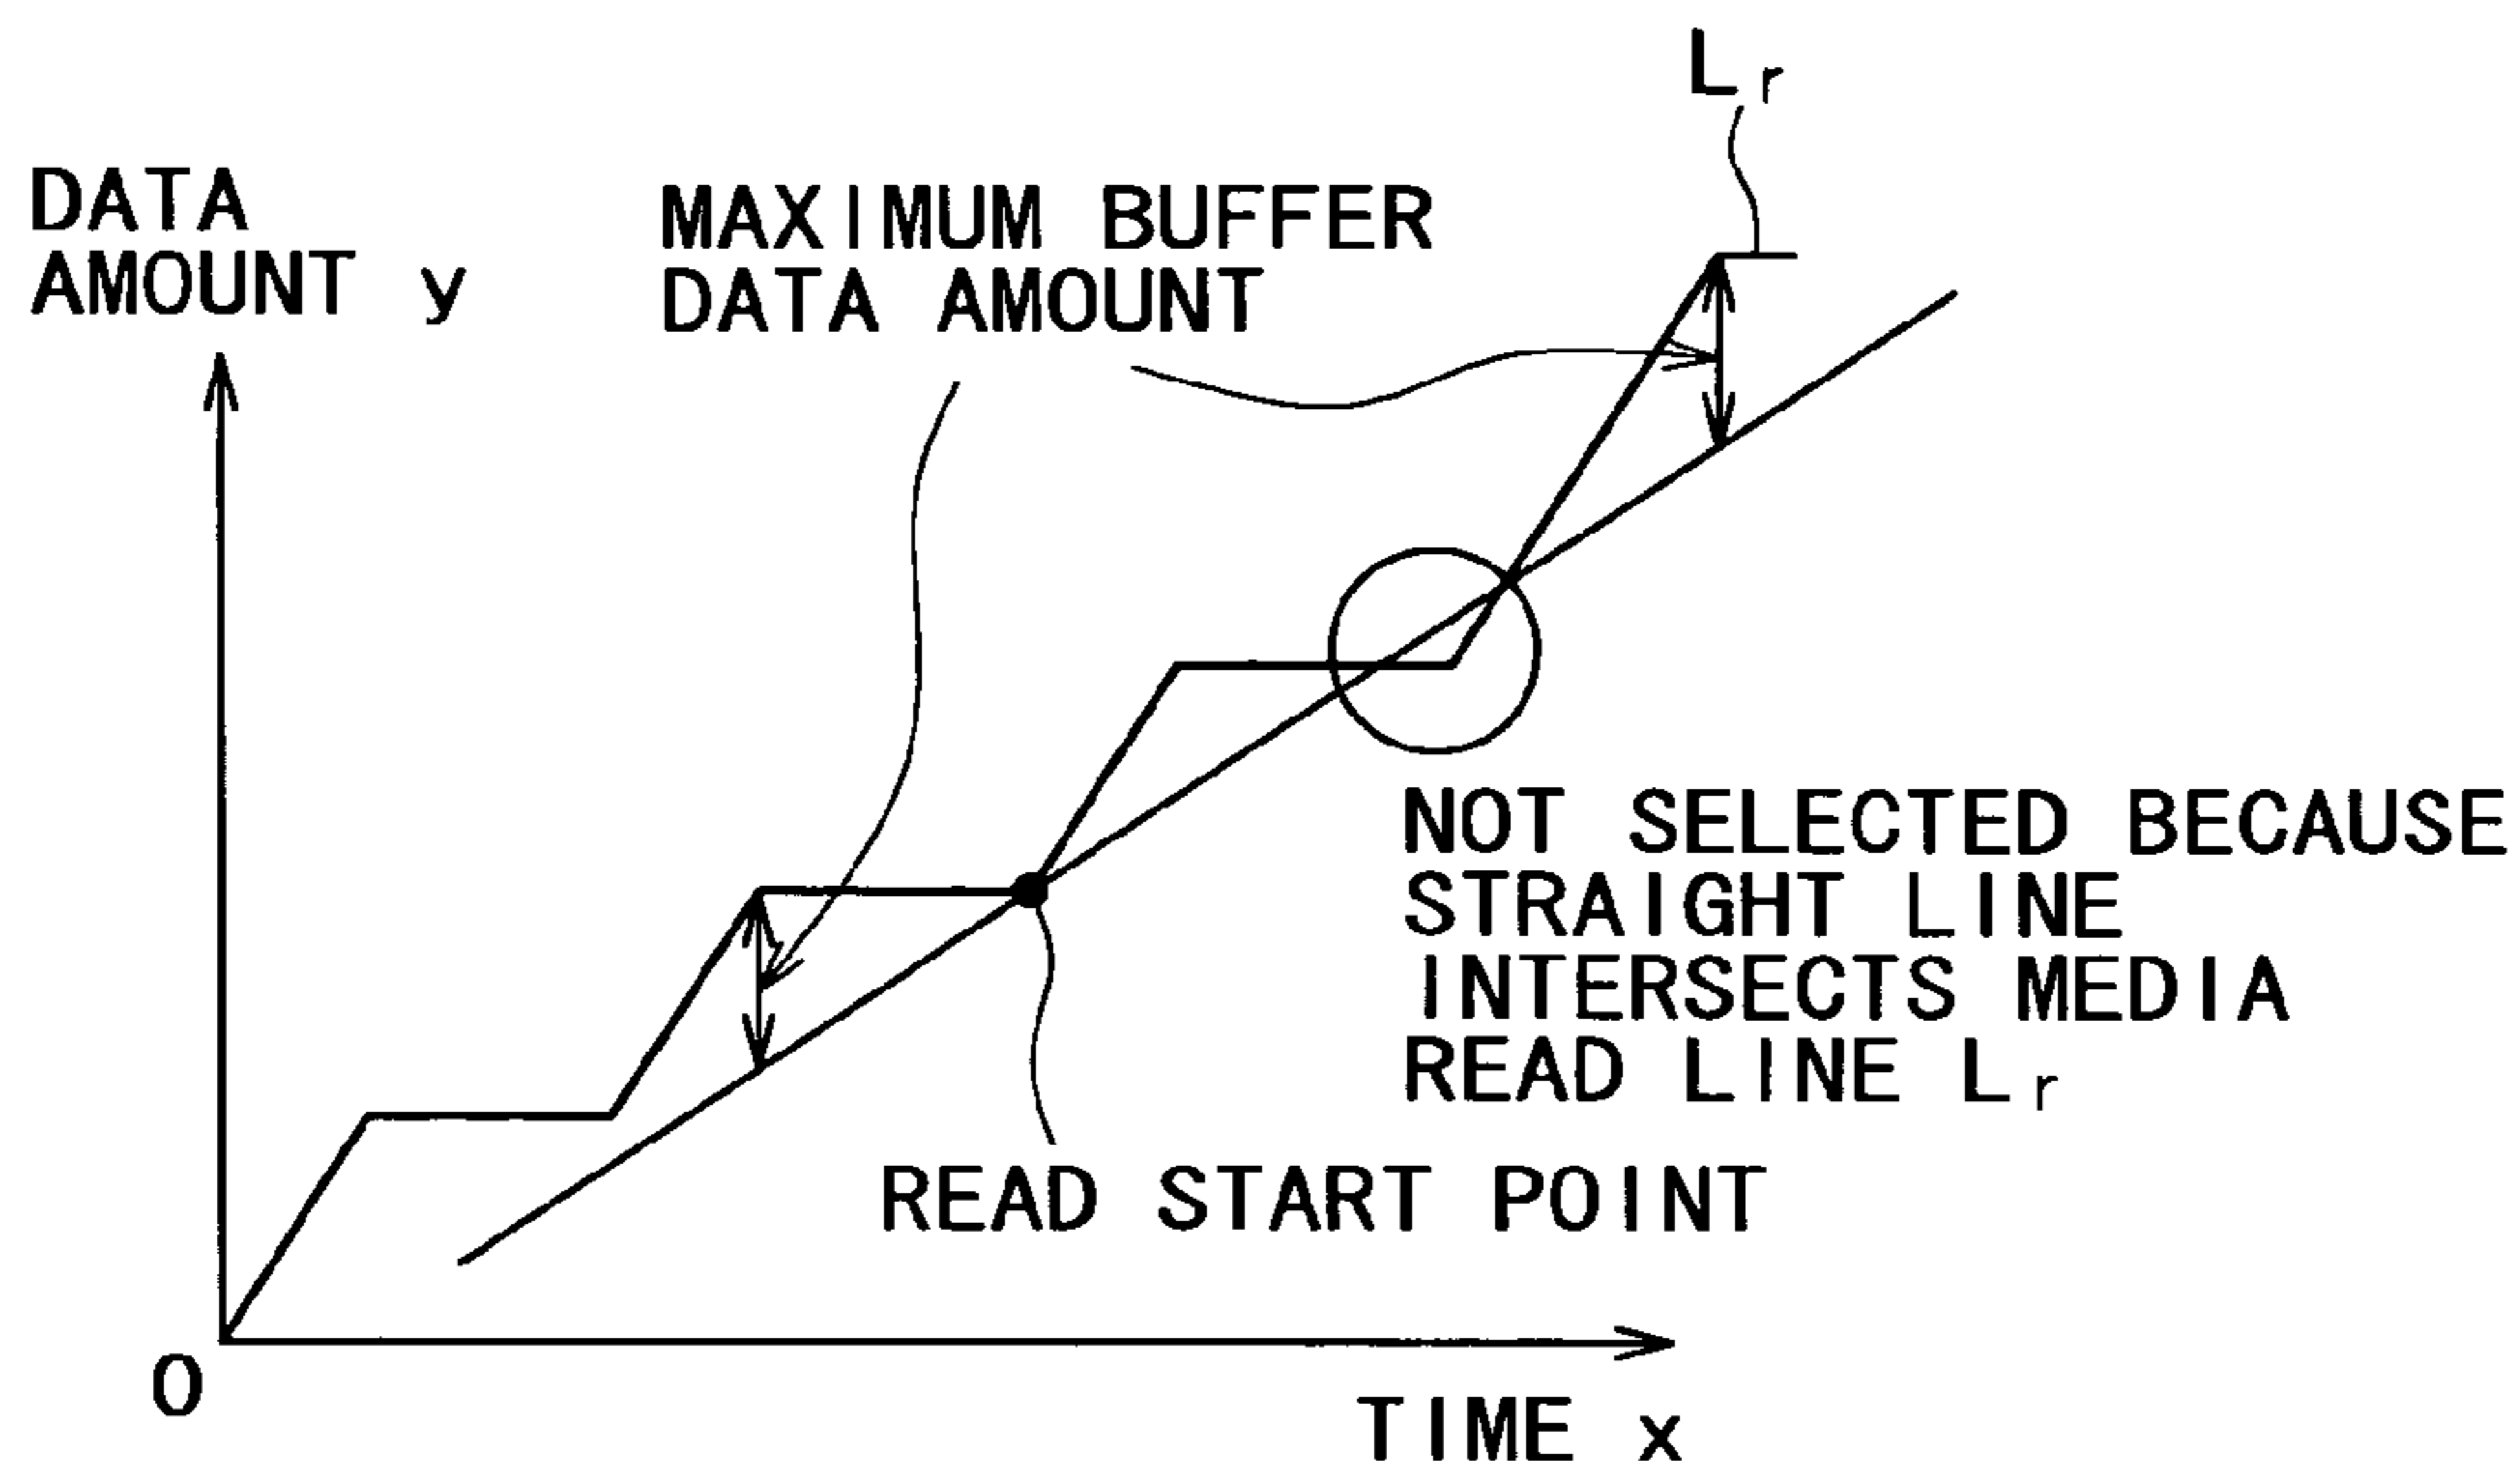 L r
DATA
AMOUNT y
MAXIMUM BUFFER
DATA AMOUNT
NOT SELECTED BECAUSE
STRAIGHT LINE
INTERSECTS MEDIA
READ LINE L r
READ START POINT
O
TIME x